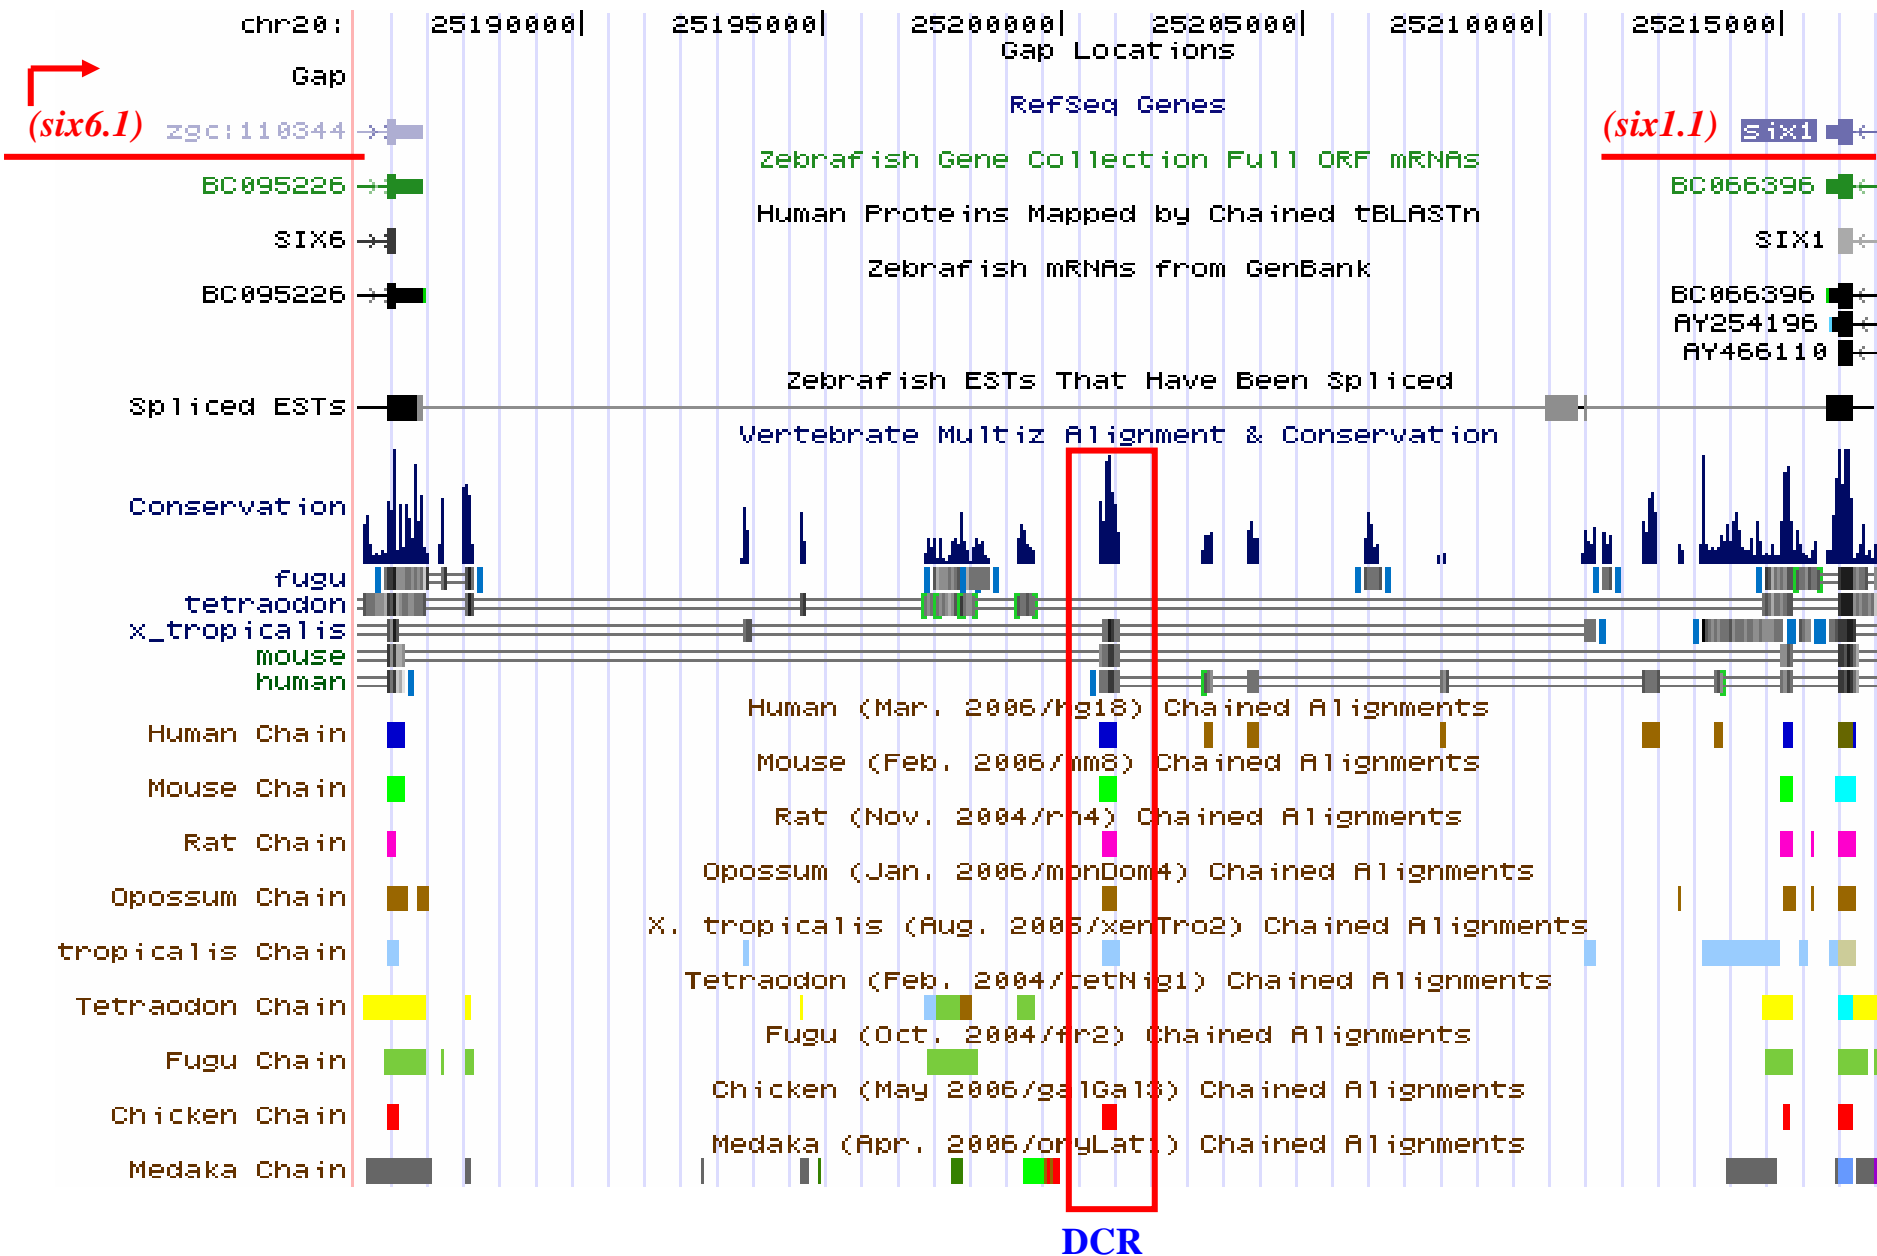 chr20: 25190000| 25195000| 25200000| 25205000| 25210000| 25215000|
Gap Locations
Gap
RefSeq Genes
(six6.1) zgc:110344 (six1.1) six1
Zebrafish Gene Collection Full ORF mRNAs
BC095226 BC066396
Human Proteins Mapped by Chained tBLASTn
SIX6 SIX1
Zebrafish mRNAs from GenBank
BC095226 BC066396
AY254196
AY466110
Zebrafish ESTs That Have Been Spliced
Spliced ESTs
Vertebrate Multiz Alignment & Conservation
Conservation
fugu
tetraodon
x_tropicalis
mouse
human
Human (Mar. 2006/hg18) Chained Alignments
Human Chain
Mouse (Feb. 2006/mm8) Chained Alignments
Mouse Chain
Rat (Nov. 2004/rn4) Chained Alignments
Rat Chain
Opossum (Jan. 2006/monDom4) Chained Alignments
Opossum Chain
X. tropicalis (Aug. 2005/xenTro2) Chained Alignments
tropicalis Chain
Tetraodon (Feb. 2004/tetNig1) Chained Alignments
Tetraodon Chain
Fugu (Oct. 2004/fr2) Chained Alignments
Fugu Chain
Chicken (May 2006/galGal3) Chained Alignments
Chicken Chain
Medaka (Apr. 2006/oryLat1) Chained Alignments
Medaka Chain
DCR